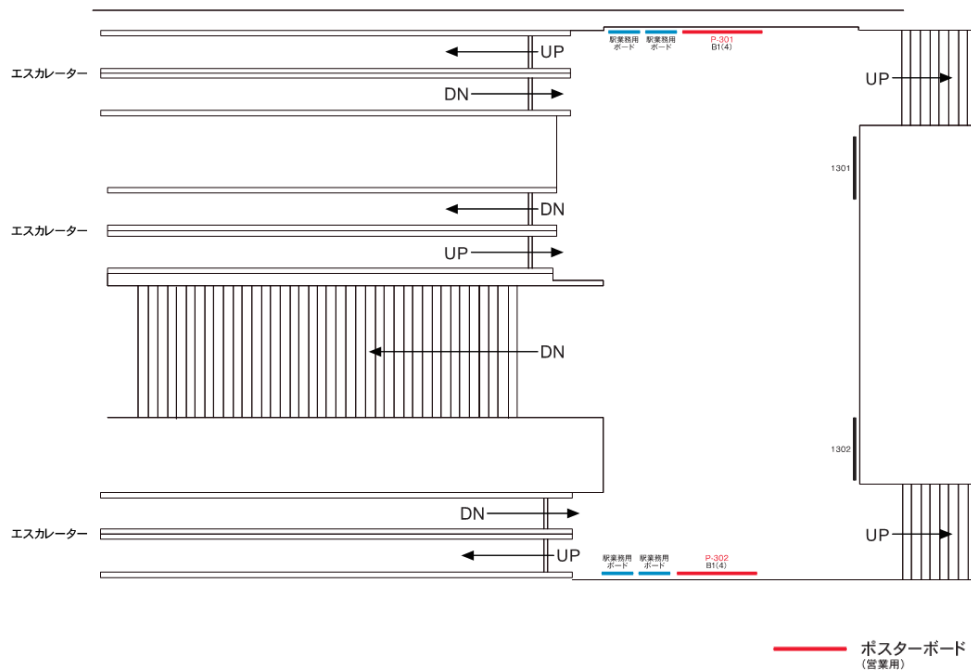 駅業務用
ボード
駅業務用
ボード
P-301
B1(4)
UP
エスカレーター
UP
DN
1301
DN
エスカレーター
UP
DN
1302
DN
エスカレーター
UP
UP
駅業務用
ボード
駅業務用
ボード
P-302
B1(4)
ポスターボード
(営業用)